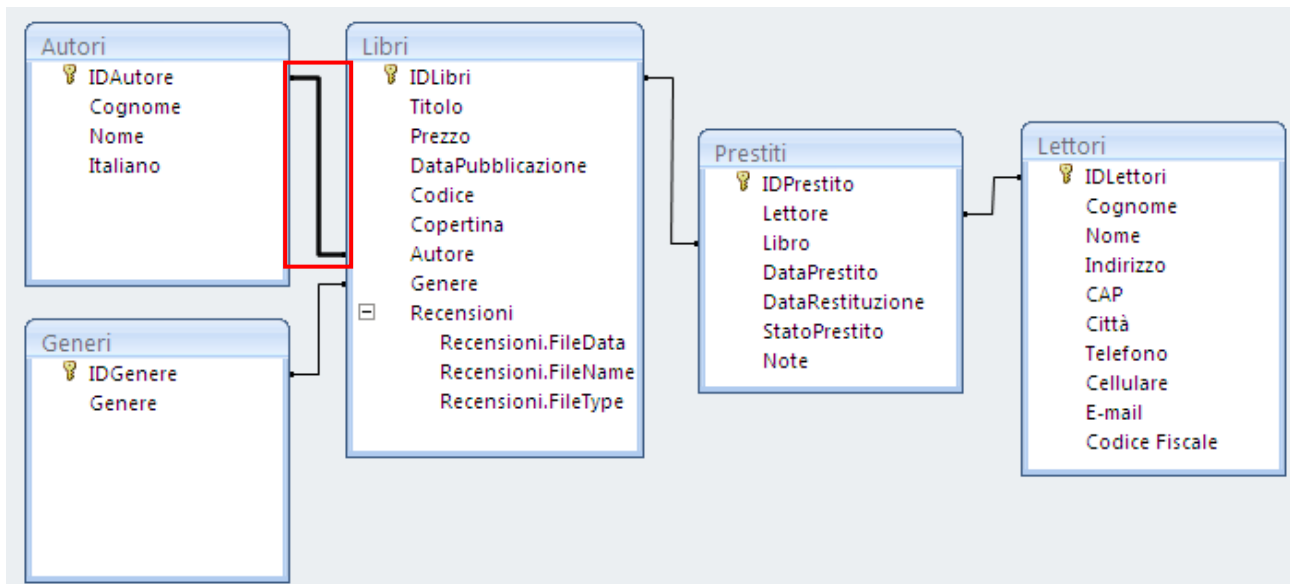 Autori
IDAutore
Cognome
Nome
Italiano
Generi
IDGenere
Genere
Libri
IDLibri
Titolo
Prezzo
DataPubblicazione
Codice
Copertina
Autore
Genere
Recensioni
Recensioni.FileData
Recensioni.FileName
Recensioni.FileType
Prestiti
IDPrestito
Lettore
Libro
DataPrestito
DataRestituzione
StatoPrestito
Note
Lettori
IDLettori
Cognome
Nome
Indirizzo
CAP
Città
Telefono
Cellulare
E-mail
Codice Fiscale